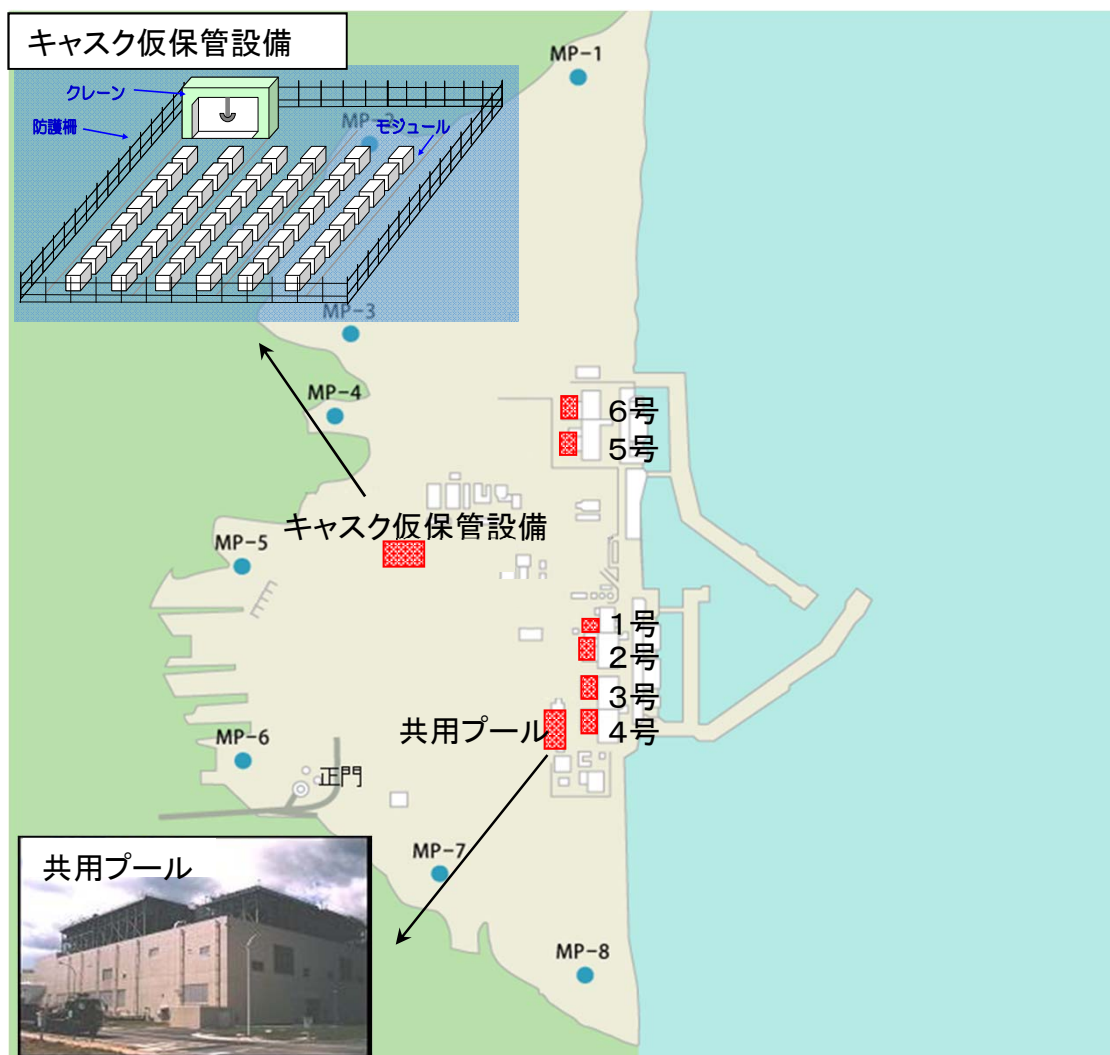 キャスク仮保管設備
クレーン
防護柵
モジュール
MP-1
MP-2
MP-3
MP-4
６号
５号
キャスク仮保管設備
MP-5
１号
２号
３号
共用プール
４号
MP-6
正門
MP-7
共用プール
MP-8